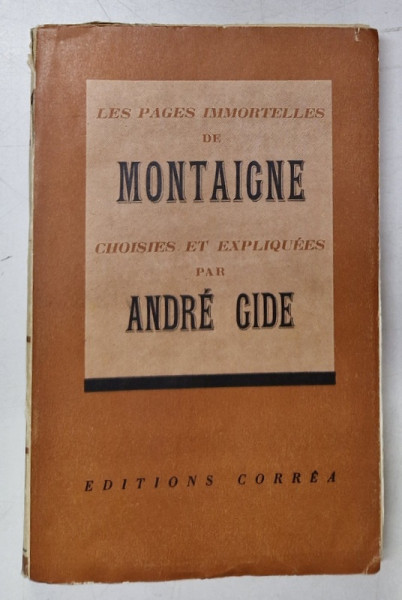 LES PAGES IMMORTELLES
DE
MONTAIGNE
CHOISIES ET EXPLIQUÉES
PAR
ANDRÉ GIDE
EDITIONS CORRÊA